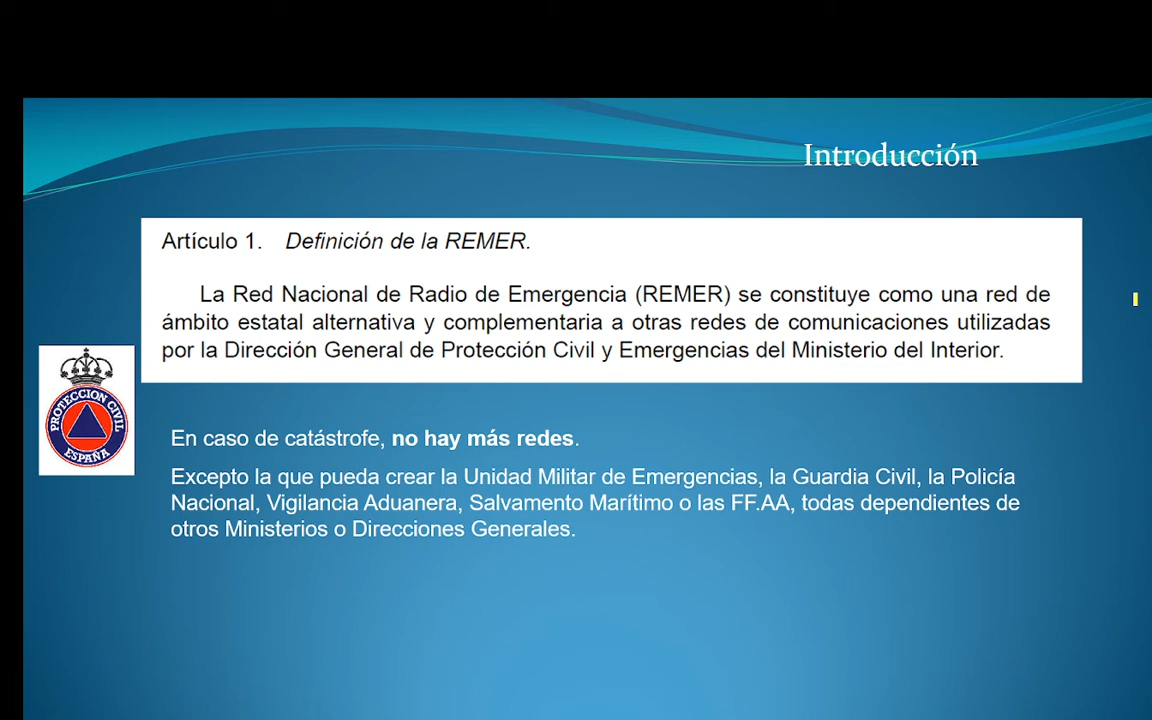 Introducción
Artículo 1. Definición de la REMER.
La Red Nacional de Radio de Emergencia (REMER) se constituye como una red de
ámbito estatal alternativa y complementaria a otras redes de comunicaciones utilizadas
por la Dirección General de Protección Civil y Emergencias del Ministerio del Interior.
PROTECCION CIVIL
ESPAÑA
En caso de catástrofe, no hay más redes.
Excepto la que pueda crear la Unidad Militar de Emergencias, la Guardia Civil, la Policía
Nacional, Vigilancia Aduanera, Salvamento Marítimo o las FF.AA, todas dependientes de
otros Ministerios o Direcciones Generales.